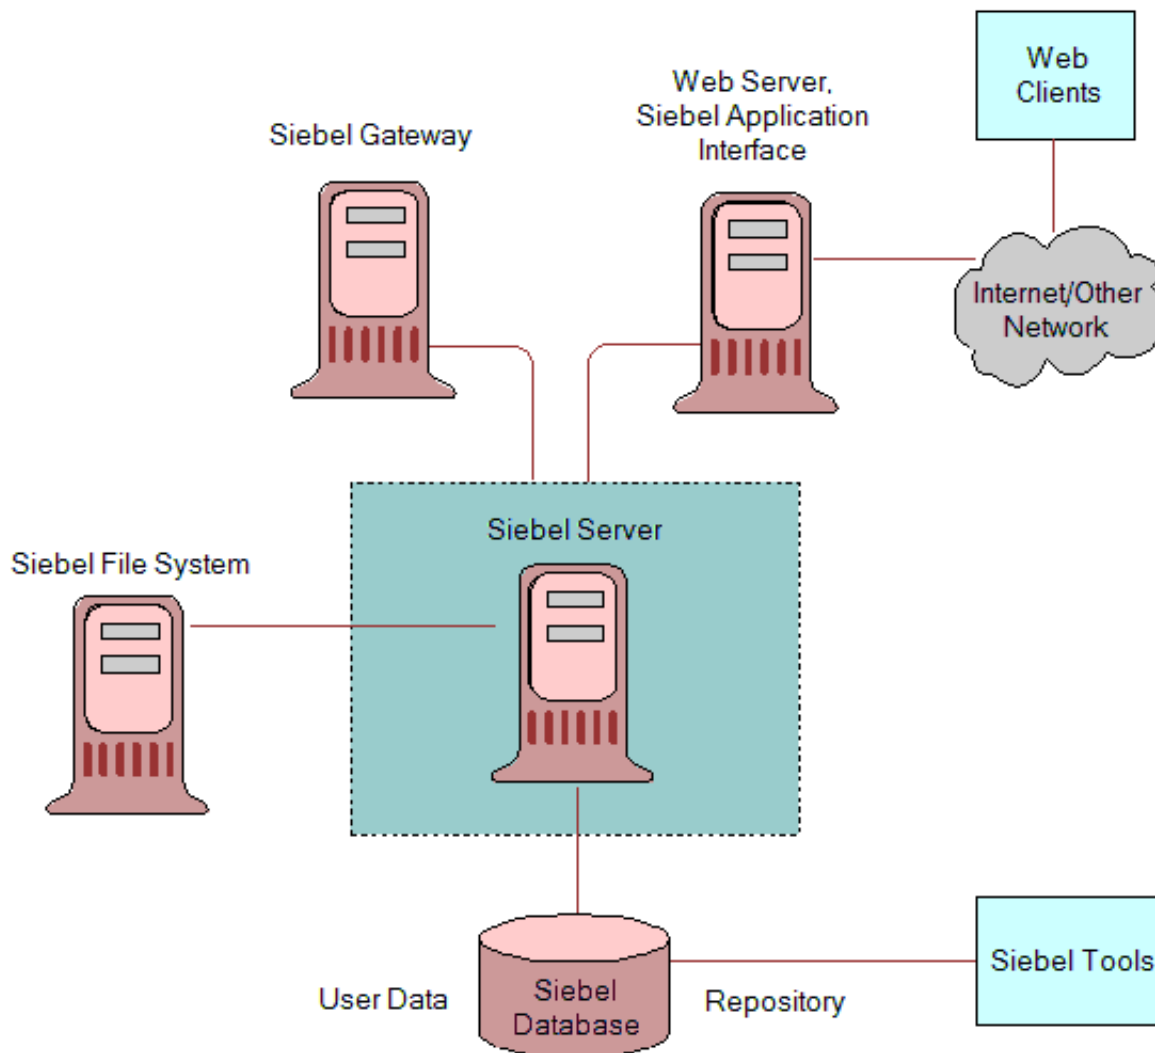 Web
Clients
Web Server,
Siebel Application
Interface
Siebel Gateway
Internet/Other
Network
Siebel Server
Siebel File System
Siebel
Database
User Data
Repository
Siebel Tools